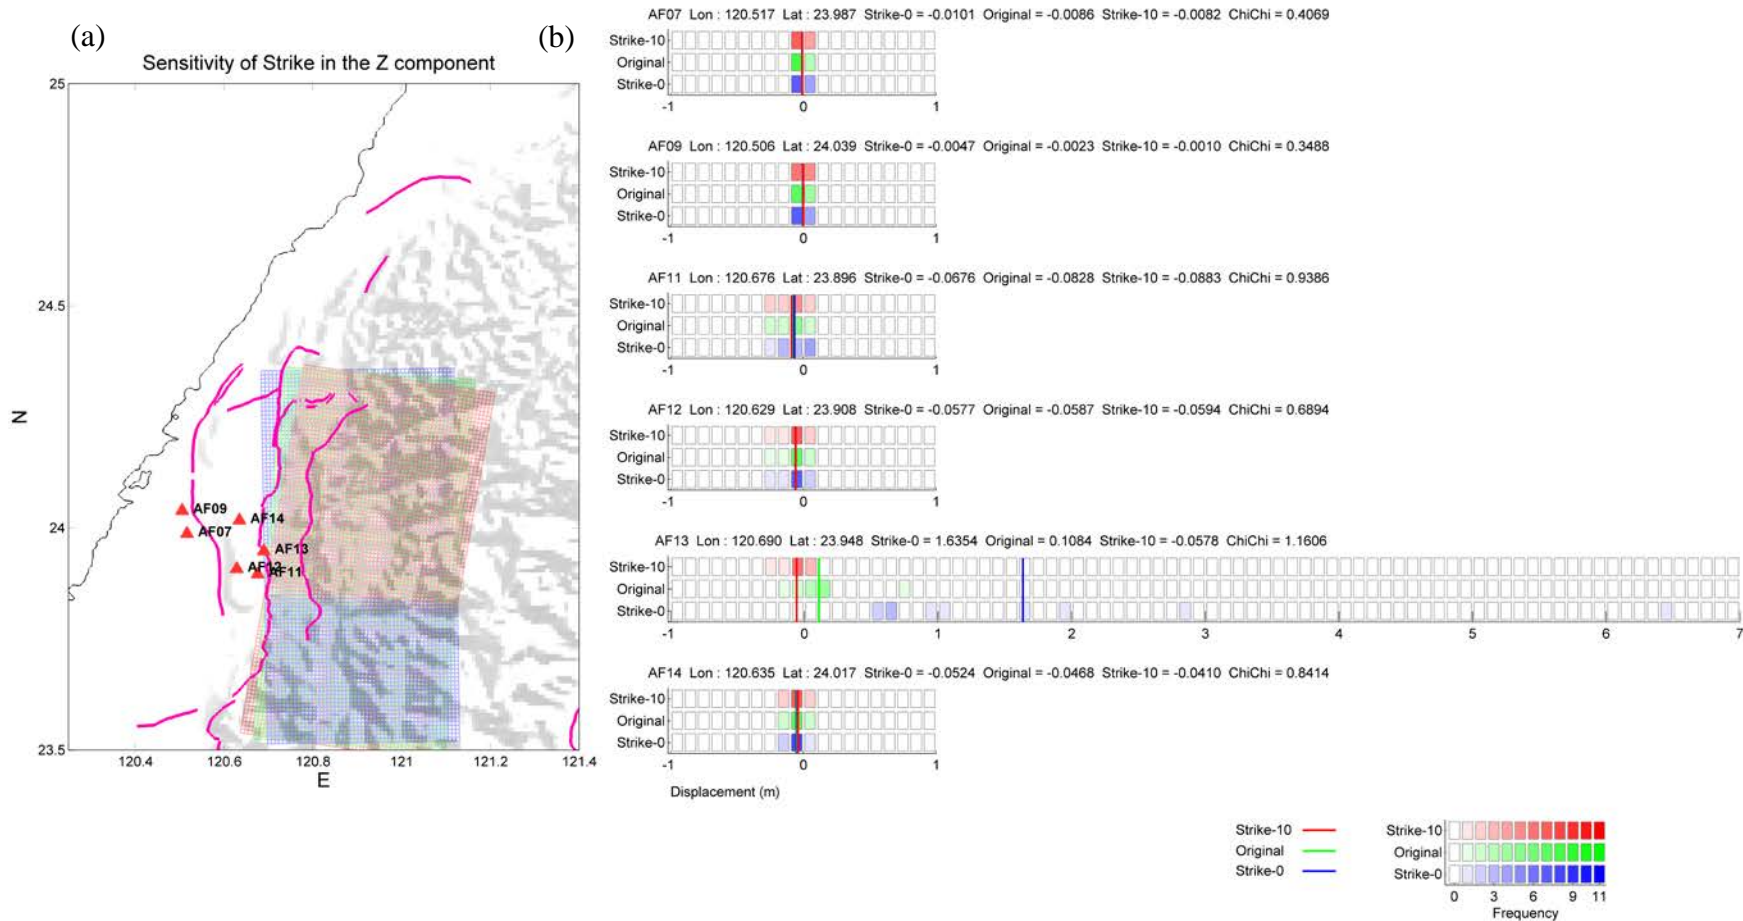 (a)
Sensitivity of Strike in the Z component
25
24.5
N
24
23.5
120.4 120.6 120.8 121 121.2 121.4
E
AF09
AF14
AF07
AF13
AF12
AF11
(b)
AF07 Lon : 120.517 Lat : 23.987 Strike-0 = -0.0101 Original = -0.0086 Strike-10 = -0.0082 ChiChi = 0.4069
Strike-10
Original
Strike-0
-1 0 1
AF09 Lon : 120.506 Lat : 24.039 Strike-0 = -0.0047 Original = -0.0023 Strike-10 = -0.0010 ChiChi = 0.3488
Strike-10
Original
Strike-0
-1 0 1
AF11 Lon : 120.676 Lat : 23.896 Strike-0 = -0.0676 Original = -0.0828 Strike-10 = -0.0883 ChiChi = 0.9386
Strike-10
Original
Strike-0
-1 0 1
AF12 Lon : 120.629 Lat : 23.908 Strike-0 = -0.0577 Original = -0.0587 Strike-10 = -0.0594 ChiChi = 0.6894
Strike-10
Original
Strike-0
-1 0 1
AF13 Lon : 120.690 Lat : 23.948 Strike-0 = 1.6354 Original = 0.1084 Strike-10 = -0.0578 ChiChi = 1.1606
Strike-10
Original
Strike-0
-1 0 1 2 3 4 5 6 7
AF14 Lon : 120.635 Lat : 24.017 Strike-0 = -0.0524 Original = -0.0468 Strike-10 = -0.0410 ChiChi = 0.8414
Strike-10
Original
Strike-0
-1 0 1
Displacement (m)
Strike-10
Original
Strike-0
Strike-10
Original
Strike-0
0 3 6 9 11
Frequency